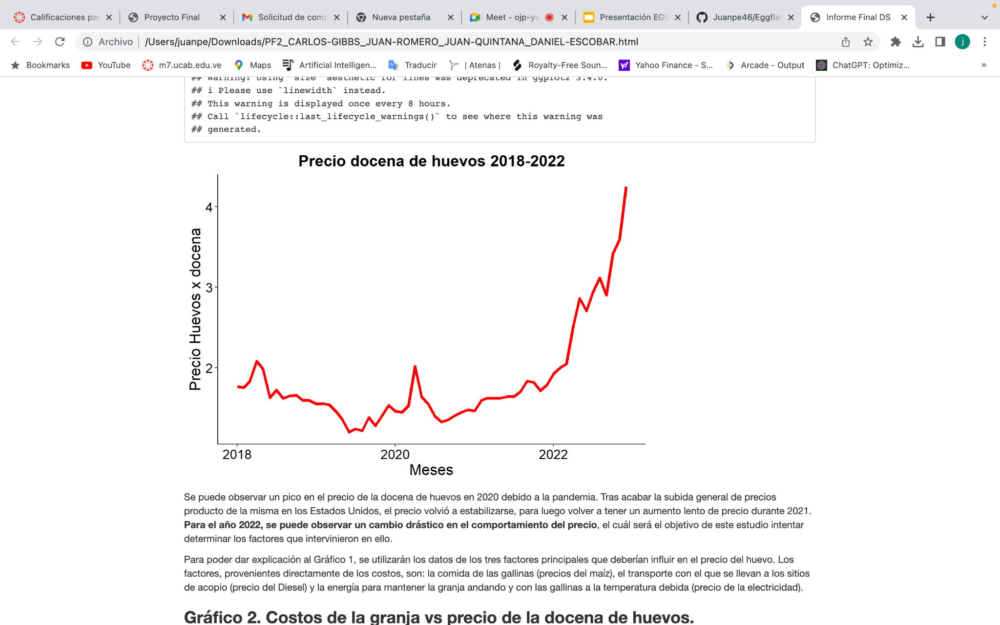 Calificaciones par
Proyecto Final
Solicitud de comp
Nueva pestaña
Meet - ojp-yu
Presentación EGG
Juanpe46/Eggflat
Informe Final DS
Archivo
/Users/juanpe/Downloads/PF2_CARLOS-GIBBS_JUAN-ROMERO_JUAN-QUINTANA_DANIEL-ESCOBAR.html
j
Bookmarks
YouTube
m7.ucab.edu.ve
Maps
Artificial Intelligen...
Traducir
| Atenas |
Royalty-Free Soun...
Yahoo Finance - S...
Arcade - Output
ChatGPT: Optimiz...
»
## Warning: Using `size` aesthetic for lines was deprecated in ggplot2 3.4.0.
## i Please use `linewidth` instead.
## This warning is displayed once every 8 hours.
## Call `lifecycle::last_lifecycle_warnings()` to see where this warning was
## generated.
Precio docena de huevos 2018-2022
Precio Huevos x docena
4
3
2
2018
2020
2022
Meses
Se puede observar un pico en el precio de la docena de huevos en 2020 debido a la pandemia. Tras acabar la subida general de precios
producto de la misma en los Estados Unidos, el precio volvió a estabilizarse, para luego volver a tener un aumento lento de precio durante 2021.
Para el año 2022, se puede observar un cambio drástico en el comportamiento del precio, el cuál será el objetivo de este estudio intentar
determinar los factores que intervinieron en ello.
Para poder dar explicación al Gráfico 1, se utilizarán los datos de los tres factores principales que deberían influir en el precio del huevo. Los
factores, provenientes directamente de los costos, son: la comida de las gallinas (precios del maíz), el transporte con el que se llevan a los sitios
de acopio (precio del Diesel) y la energía para mantener la granja andando y con las gallinas a la temperatura debida (precio de la electricidad).
Gráfico 2. Costos de la granja vs precio de la docena de huevos.